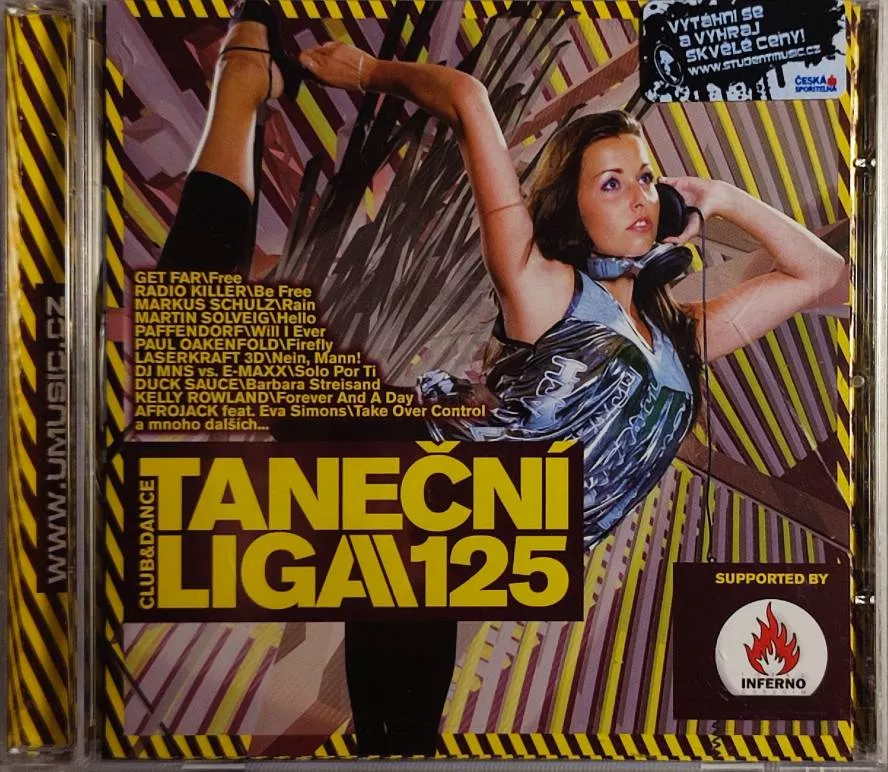 VYTÁHNI SE
A VYHRAJ
SKVĚLÉ CENY!
WWW.STUDENTMUSIC.CZ
ČESKÁ
SPOŘITELNA
WWW.UMUSIC.CZ
GET FAR\Free
RADIO KILLER\Be Free
MARKUS SCHULZ\Rain
MARTIN SOLVEIG\Hello
PAFFENDORF\Will I Ever
PAUL OAKENFOLD\Firefly
LASERKRAFT 3D\Nein, Mann!
DJ MNS vs. E-MAXX\Solo Por Ti
DUCK SAUCE\Barbara Streisand
KELLY ROWLAND\Forever And A Day
AFROJACK feat. Eva Simons\Take Over Control
a mnoho dalších...
CLUB&DANCE
TANEČNÍ
LIGA\\125
SUPPORTED BY
INFERNO